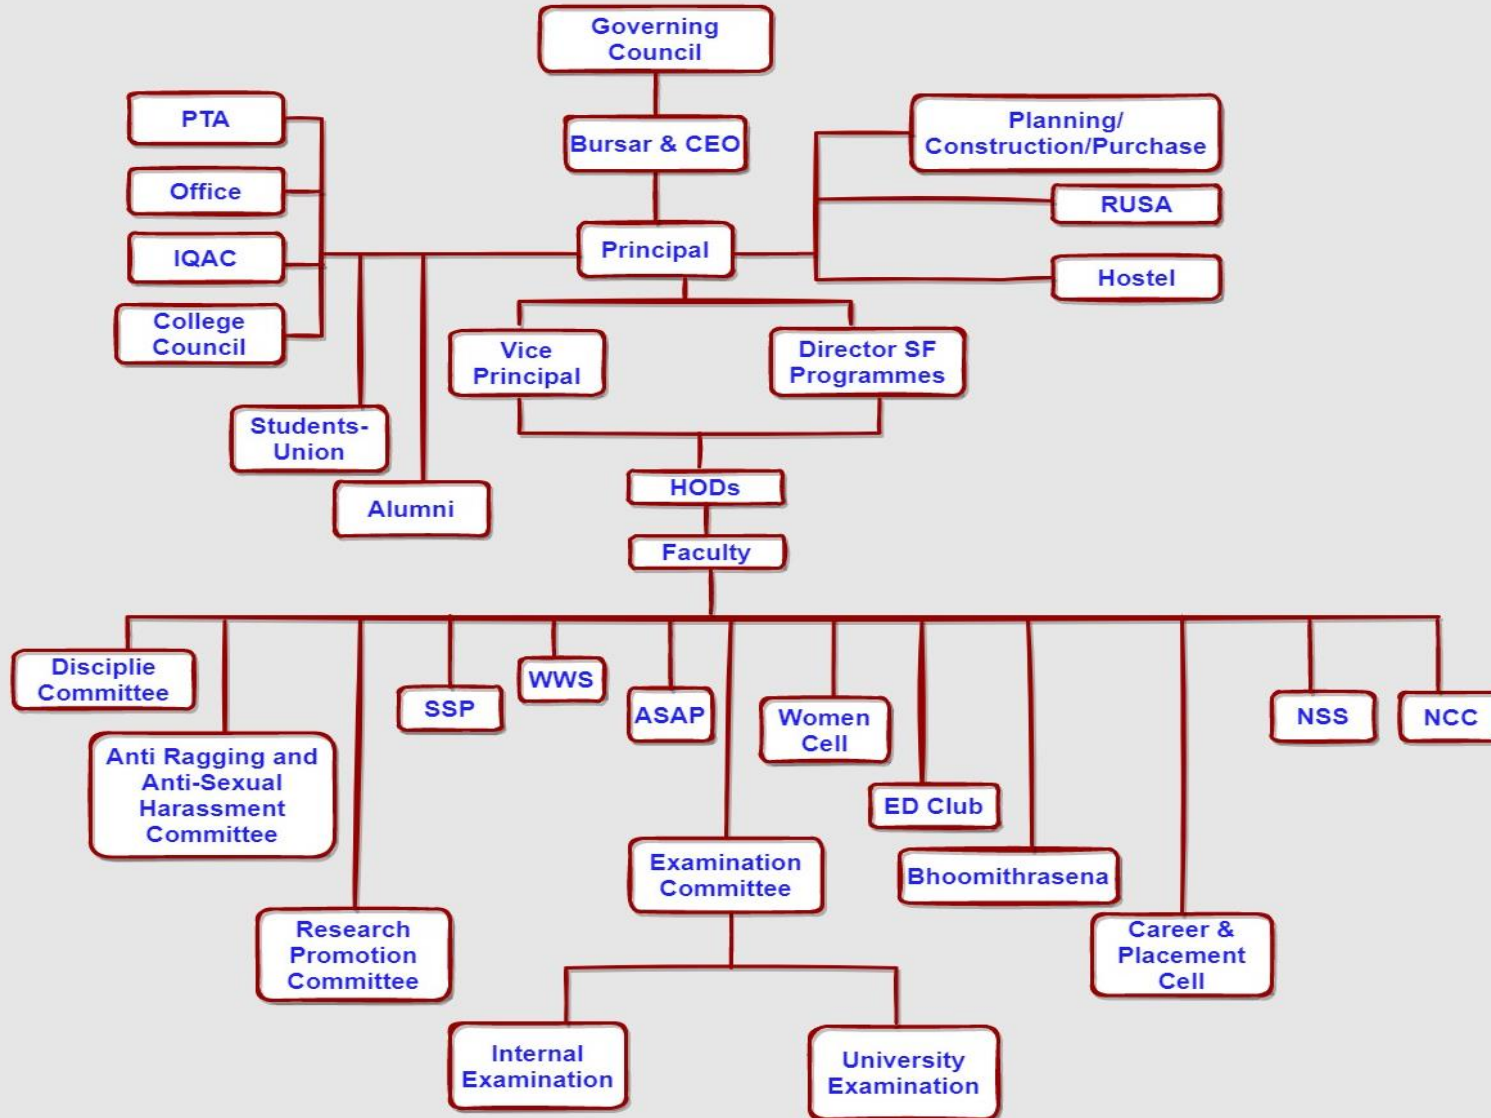 Governing
Council
PTA
Bursar & CEO
Planning/
Construction/Purchase
Office
RUSA
IQAC
Principal
Hostel
College
Council
Vice
Principal
Director SF
Programmes
Students-
Union
Alumni
HODs
Faculty
Disciplie
Committee
Anti Ragging and
Anti-Sexual
Harassment
Committee
Research
Promotion
Committee
SSP
WWS
ASAP
Examination
Committee
Women
Cell
ED Club
Bhoomithrasena
Career &
Placement
Cell
NSS
NCC
Internal
Examination
University
Examination